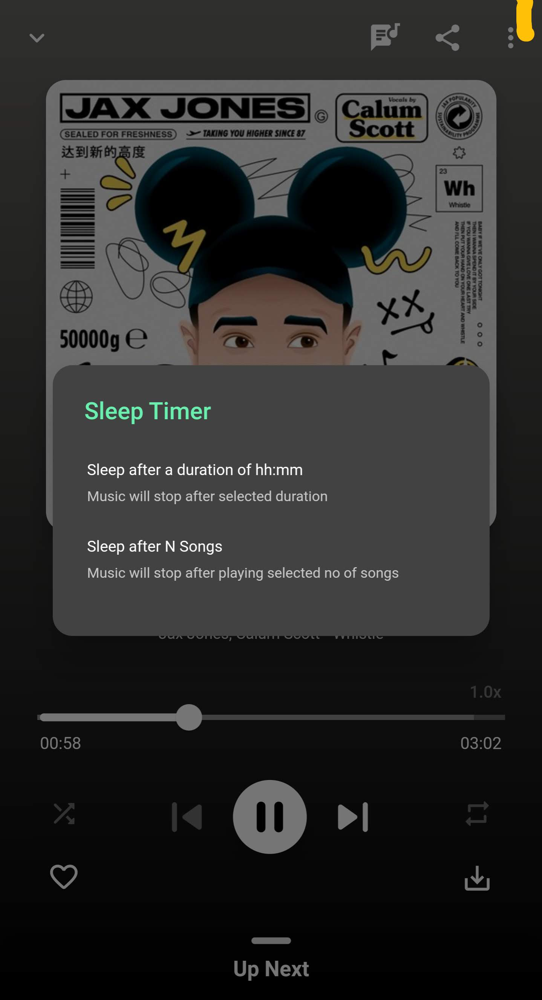 JAX JONES
G
Vocals by
Calum
Scott
JAX POPULARITY
SUSTAINABILITY PROGRAMME
SEALED FOR FRESHNESS
TAKING YOU HIGHER SINCE 87
达到新的高度
23
Wh
Whistle
BABY IF WE'VE ONLY GOT TONIGHT
THEN I WANNA SPEND IT BY YOUR SIDE
IF YOU WANNA GIVE LOVE ONE LAST TRY
THEN PUT YOUR HAND ON YOUR HEART AND WHISTLE
AND I'LL COME BACK TO YOU
50000g e
Sleep Timer
Sleep after a duration of hh:mm
Music will stop after selected duration
Sleep after N Songs
Music will stop after playing selected no of songs
Jax Jones, Calum Scott - Whistle
1.0x
00:58
03:02
Up Next